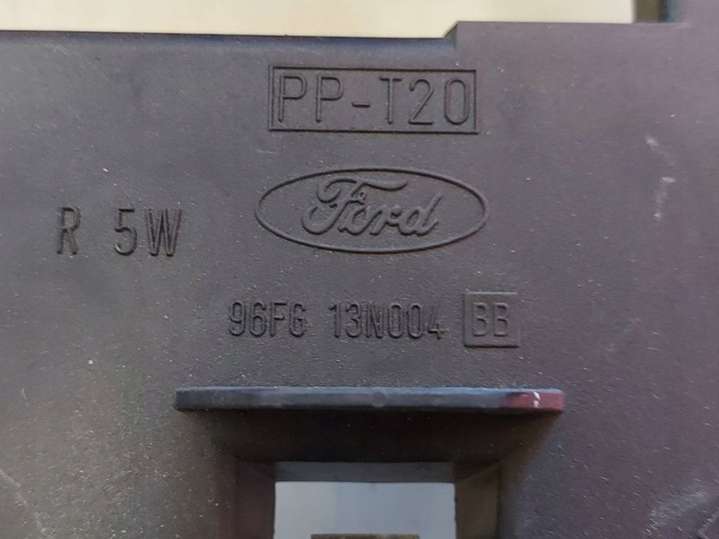 PP-T20
Ford
R 5W
96FG 13N004 BB